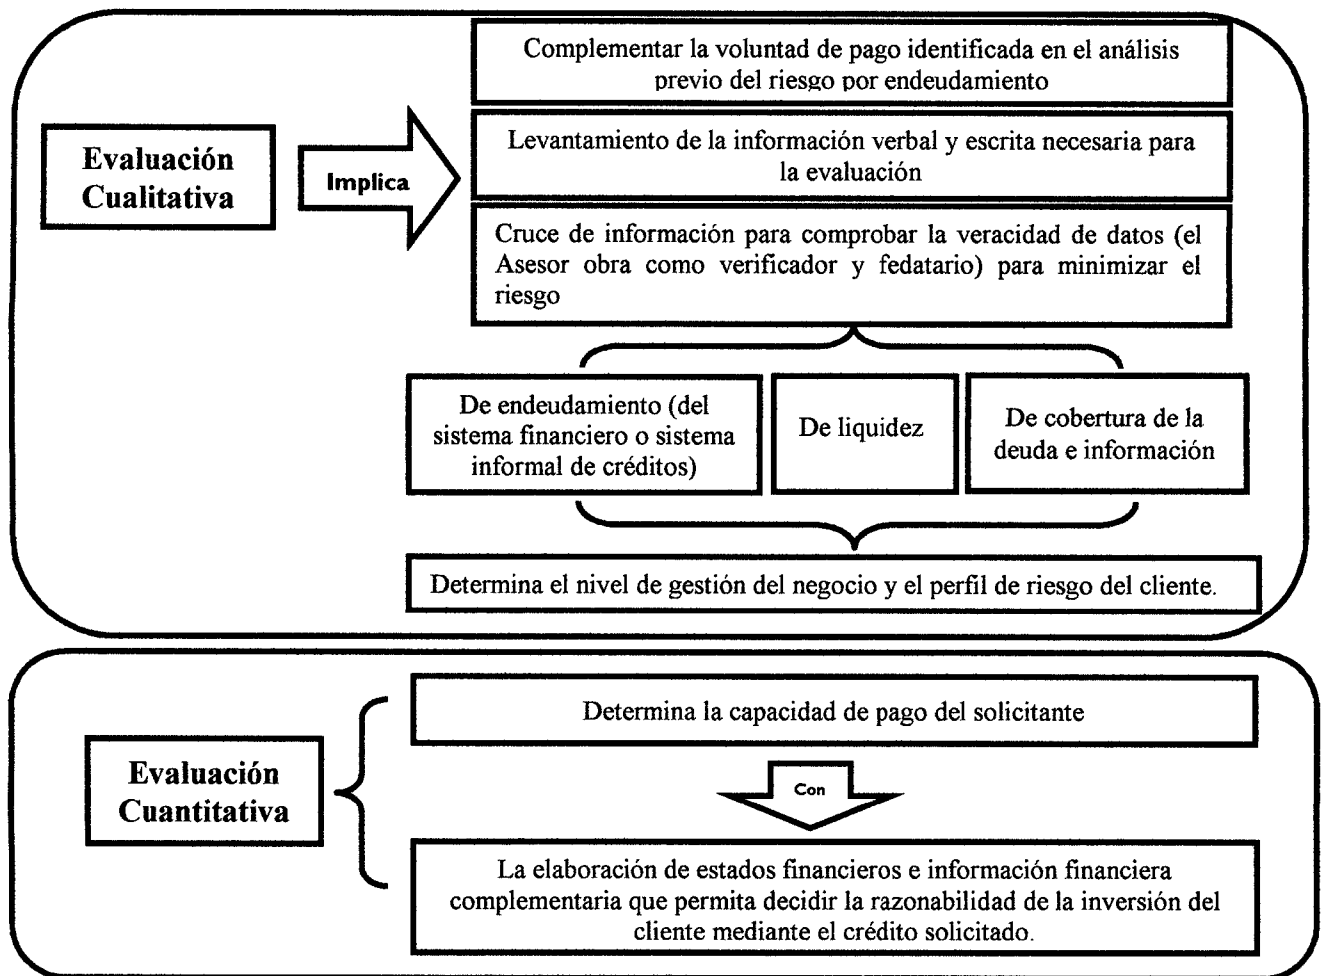 Complementar la voluntad de pago identificada en el análisis
previo del riesgo por endeudamiento
Evaluación
Cualitativa
Implica
Levantamiento de la información verbal y escrita necesaria para
la evaluación
Cruce de información para comprobar la veracidad de datos (el
Asesor obra como verificador y fedatario) para minimizar el
riesgo
De endeudamiento (del
sistema financiero o sistema
informal de créditos)
De liquidez
De cobertura de la
deuda e información
Determina el nivel de gestión del negocio y el perfil de riesgo del cliente.
Evaluación
Cuantitativa
Determina la capacidad de pago del solicitante
Con
La elaboración de estados financieros e información financiera
complementaria que permita decidir la razonabilidad de la inversión del
cliente mediante el crédito solicitado.